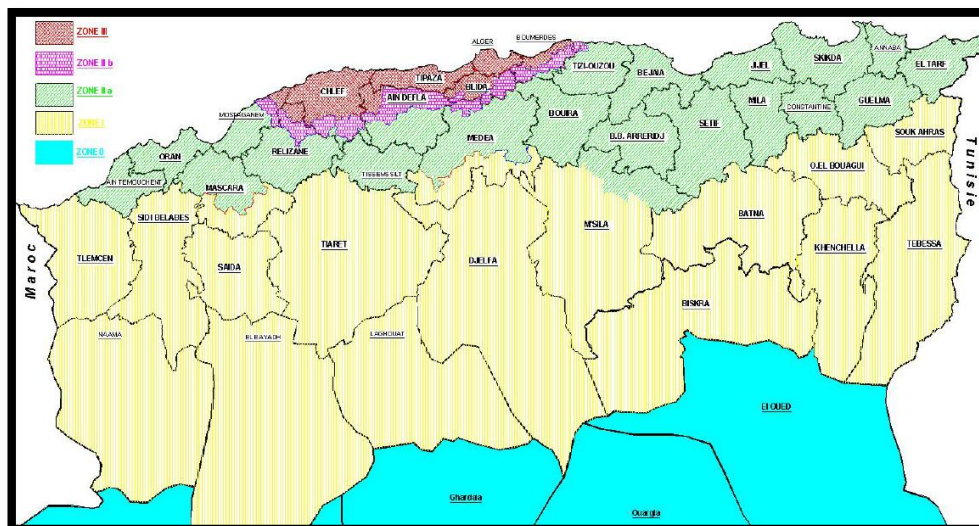 ZONE III
ZONE II b
ZONE II a
ZONE I
ZONE 0
ALGER
BOUMERDES
TIPAZA
CHLEF
BLIDA
AIN DEFLA
TIZI-OUZOU
BEJAIA
JIJEL
SKIKDA
ANNABA
EL TARF
MOSTAGANEM
RELIZANE
MEDEA
BOUIRA
B.B. ARRERIDJ
SETIF
MILA
CONSTANTINE
GUELMA
SOUK AHRAS
ORAN
AIN TEMOUCHENT
MASCARA
TISSEMSILT
O.EL BOUAGUI
SIDI BELABES
TLEMCEN
SAIDA
TIARET
DJELFA
M'SILA
BATNA
KHENCHELLA
TEBESSA
Maroc
Tunisie
NAAMA
EL BAYADH
LAGHOUAT
BISKRA
El OUED
Ghardaia
Ouargla